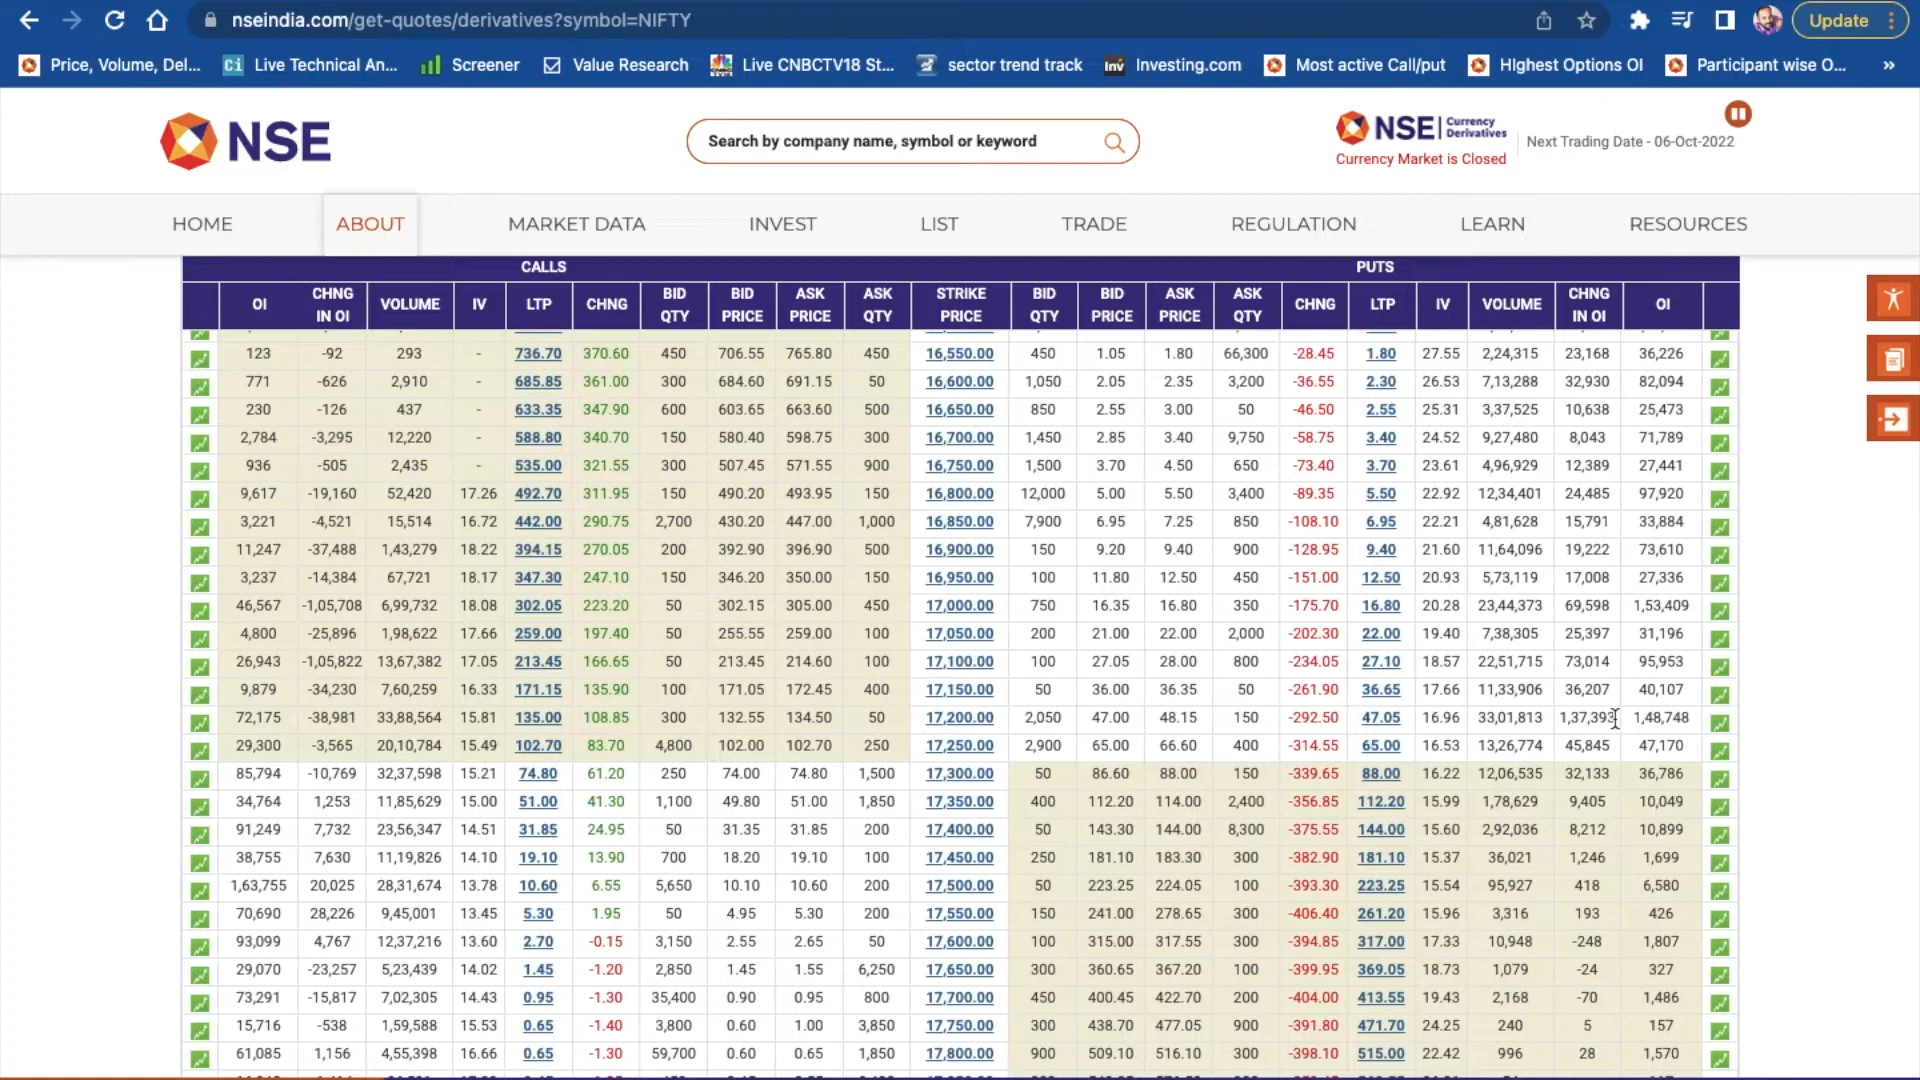 nseindia.com/get-quotes/derivatives?symbol=NIFTY
Update
Price, Volume, Del...
Live Technical An...
Screener
Value Research
Live CNBCTV18 St...
sector trend track
Investing.com
Most active Call/put
HIghest Options OI
Participant wise O...
»
NSE
Search by company name, symbol or keyword
NSE Currency Derivatives
Currency Market is Closed
Next Trading Date - 06-Oct-2022
HOME ABOUT MARKET DATA INVEST LIST TRADE REGULATION LEARN RESOURCES
CALLS PUTS
OI CHNG IN OI VOLUME IV LTP CHNG BID QTY BID PRICE ASK PRICE ASK QTY STRIKE PRICE BID QTY BID PRICE ASK PRICE ASK QTY CHNG LTP IV VOLUME CHNG IN OI OI
123 -92 293 - 736.70 370.60 450 706.55 765.80 450 16,550.00 450 1.05 1.80 66,300 -28.45 1.80 27.55 2,24,315 23,168 36,226
771 -626 2,910 - 685.85 361.00 300 684.60 691.15 50 16,600.00 1,050 2.05 2.35 3,200 -36.55 2.30 26.53 7,13,288 32,930 82,094
230 -126 437 - 633.35 347.90 600 603.65 663.60 500 16,650.00 850 2.55 3.00 50 -46.50 2.55 25.31 3,37,525 10,638 25,473
2,784 -3,295 12,220 - 588.80 340.70 150 580.40 598.75 300 16,700.00 1,450 2.85 3.40 9,750 -58.75 3.40 24.52 9,27,480 8,043 71,789
936 -505 2,435 - 535.00 321.55 300 507.45 571.55 900 16,750.00 1,500 3.70 4.50 650 -73.40 3.70 23.61 4,96,929 12,389 27,441
9,617 -19,160 52,420 17.26 492.70 311.95 150 490.20 493.95 150 16,800.00 12,000 5.00 5.50 3,400 -89.35 5.50 22.92 12,34,401 24,485 97,920
3,221 -4,521 15,514 16.72 442.00 290.75 2,700 430.20 447.00 1,000 16,850.00 7,900 6.95 7.25 850 -108.10 6.95 22.21 4,81,628 15,791 33,884
11,247 -37,488 1,43,279 18.22 394.15 270.05 200 392.90 396.90 500 16,900.00 150 9.20 9.40 900 -128.95 9.40 21.60 11,64,096 19,222 73,610
3,237 -14,384 67,721 18.17 347.30 247.10 150 346.20 350.00 150 16,950.00 100 11.80 12.50 450 -151.00 12.50 20.93 5,73,119 17,008 27,336
46,567 -1,05,708 6,99,732 18.08 302.05 223.20 50 302.15 305.00 450 17,000.00 750 16.35 16.80 350 -175.70 16.80 20.28 23,44,373 69,598 1,53,409
4,800 -25,896 1,98,622 17.66 259.00 197.40 50 255.55 259.00 100 17,050.00 200 21.00 22.00 2,000 -202.30 22.00 19.40 7,38,305 25,397 31,196
26,943 -1,05,822 13,67,382 17.05 213.45 166.65 50 213.45 214.60 100 17,100.00 100 27.05 28.00 800 -234.05 27.10 18.57 22,51,715 73,014 95,953
9,879 -34,230 7,60,259 16.33 171.15 135.90 100 171.05 172.45 400 17,150.00 50 36.00 36.35 50 -261.90 36.65 17.66 11,33,906 36,207 40,107
72,175 -38,981 33,88,564 15.81 135.00 108.85 300 132.55 134.50 50 17,200.00 2,050 47.00 48.15 150 -292.50 47.05 16.96 33,01,813 1,37,393 1,48,748
29,300 -3,565 20,10,784 15.49 102.70 83.70 4,800 102.00 102.70 250 17,250.00 2,900 65.00 66.60 400 -314.55 65.00 16.53 13,26,774 45,845 47,170
85,794 -10,769 32,37,598 15.21 74.80 61.20 250 74.00 74.80 1,500 17,300.00 50 86.60 88.00 150 -339.65 88.00 16.22 12,06,535 32,133 36,786
34,764 1,253 11,85,629 15.00 51.00 41.30 1,100 49.80 51.00 1,850 17,350.00 400 112.20 114.00 2,400 -356.85 112.20 15.99 1,78,629 9,405 10,049
91,249 7,732 23,56,347 14.51 31.85 24.95 50 31.35 31.85 200 17,400.00 50 143.30 144.00 8,300 -375.55 144.00 15.60 2,92,036 8,212 10,899
38,755 7,630 11,19,826 14.10 19.10 13.90 700 18.20 19.10 100 17,450.00 250 181.10 183.30 300 -382.90 181.10 15.37 36,021 1,246 1,699
1,63,755 20,025 28,31,674 13.78 10.60 6.55 5,650 10.10 10.60 200 17,500.00 50 223.25 224.05 100 -393.30 223.25 15.54 95,927 418 6,580
70,690 28,226 9,45,001 13.45 5.30 1.95 50 4.95 5.30 200 17,550.00 150 241.00 278.65 300 -406.40 261.20 15.96 3,316 193 426
93,099 4,767 12,37,216 13.60 2.70 -0.15 3,150 2.55 2.65 50 17,600.00 100 315.00 317.55 300 -394.85 317.00 17.33 10,948 -248 1,807
29,070 -23,257 5,23,439 14.02 1.45 -1.20 2,850 1.45 1.55 6,250 17,650.00 300 360.65 367.20 100 -399.95 369.05 18.73 1,079 -24 327
73,291 -15,817 7,02,305 14.43 0.95 -1.30 35,400 0.90 0.95 800 17,700.00 450 400.45 422.70 200 -404.00 413.55 19.43 2,168 -70 1,486
15,716 -538 1,59,588 15.53 0.65 -1.40 3,800 0.60 1.00 3,850 17,750.00 300 438.70 477.05 900 -391.80 471.70 24.25 240 5 157
61,085 1,156 4,55,398 16.66 0.65 -1.30 59,700 0.60 0.65 1,850 17,800.00 900 509.10 516.10 300 -398.10 515.00 22.42 996 28 1,570